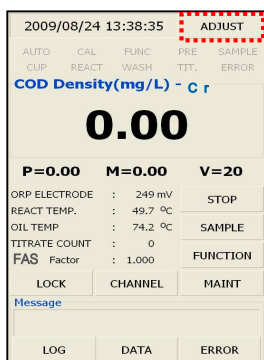 2009/08/24 13:38:35 ADJUST
AUTO CAL FUNC PRE SAMPLE
CUP REACT WASH TIT. ERROR
COD Density(mg/L) - Cr
0.00
P=0.00 M=0.00 V=20
ORP ELECTRODE : 249 mV
STOP
REACT TEMP. : 49.7 ºC
OIL TEMP : 74.2 ºC
SAMPLE
TITRATE COUNT : 0
FAS Factor : 1.000
FUNCTION
LOCK CHANNEL MAINT
Message
LOG DATA ERROR